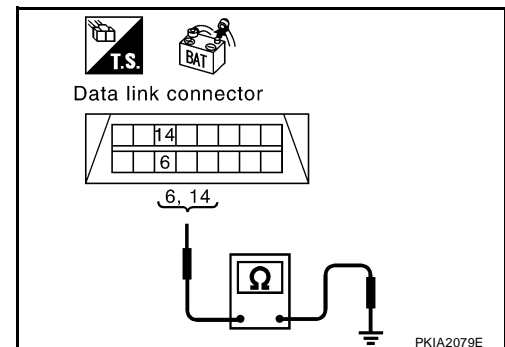 T.S.
BAT
Data link connector
14
6
6, 14
Ω
PKIA2079E